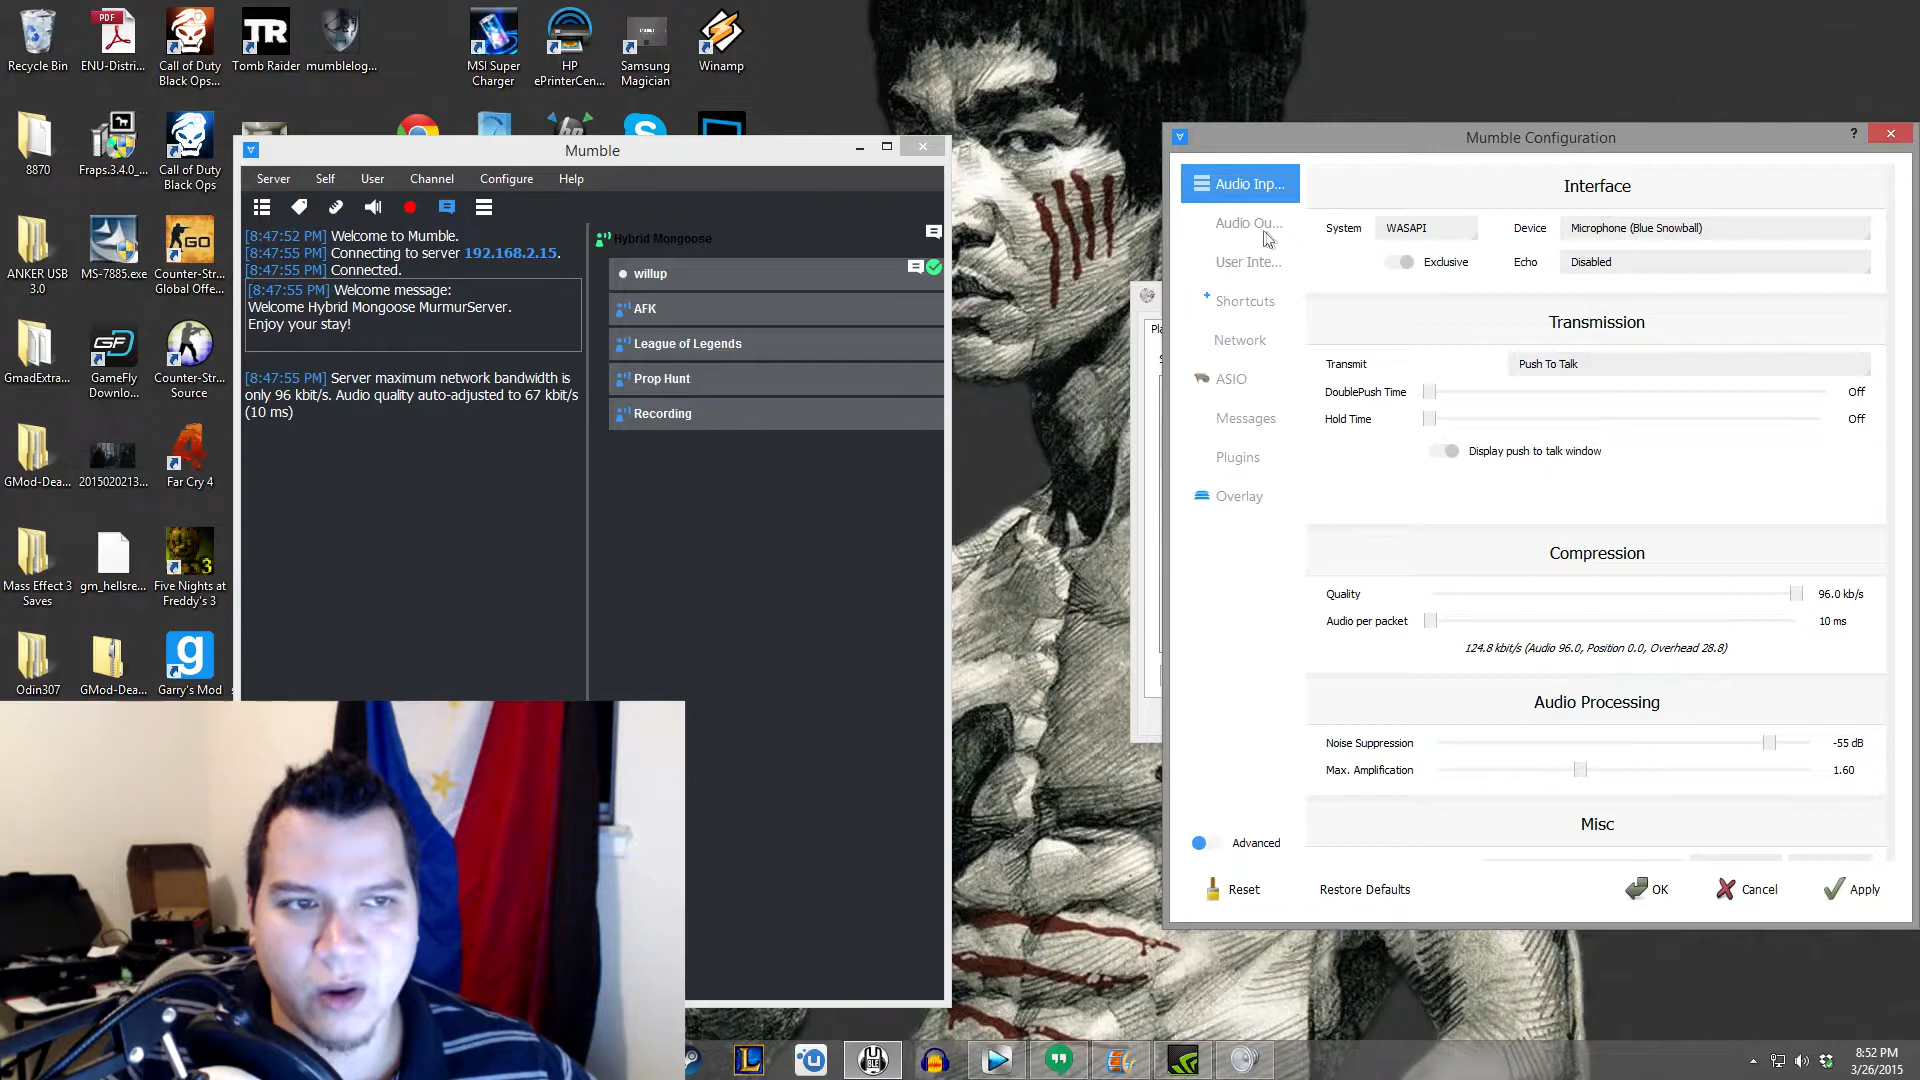 Recycle Bin
ENU-Distri...
Call of Duty
Black Ops...
Tomb Raider
mumblelog...
MSI Super
Charger
HP
ePrinterCen...
Samsung
Magician
Winamp
8870
Fraps.3.4.0_...
Call of Duty
Black Ops
ANKER USB
3.0
MS-7885.exe
Counter-Str...
Global Offe...
GmadExtra...
GameFly
Downlo...
Counter-Str...
Source
GMod-Dea...
2015020213...
Far Cry 4
Mass Effect 3
Saves
gm_hellsre...
Five Nights at
Freddy's 3
Odin307
GMod-Dea...
Garry's Mod
Mumble
Server
Self
User
Channel
Configure
Help
[8:47:52 PM] Welcome to Mumble.
[8:47:55 PM] Connecting to server 192.168.2.15.
[8:47:55 PM] Connected.
[8:47:55 PM] Welcome message:
Welcome Hybrid Mongoose MurmurServer.
Enjoy your stay!
[8:47:55 PM] Server maximum network bandwidth is
only 96 kbit/s. Audio quality auto-adjusted to 67 kbit/s
(10 ms)
Hybrid Mongoose
willup
AFK
League of Legends
Prop Hunt
Recording
Mumble Configuration
?
Audio Inp...
Audio Ou...
User Inte...
Shortcuts
Network
ASIO
Messages
Plugins
Overlay
Advanced
Interface
System
WASAPI
Device
Microphone (Blue Snowball)
Exclusive
Echo
Disabled
Transmission
Transmit
Push To Talk
DoublePush Time
Off
Hold Time
Off
Display push to talk window
Compression
Quality
96.0 kb/s
Audio per packet
10 ms
124.8 kbit/s (Audio 96.0, Position 0.0, Overhead 28.8)
Audio Processing
Noise Suppression
-55 dB
Max. Amplification
1.60
Misc
Reset
Restore Defaults
OK
Cancel
Apply
8:52 PM
3/26/2015